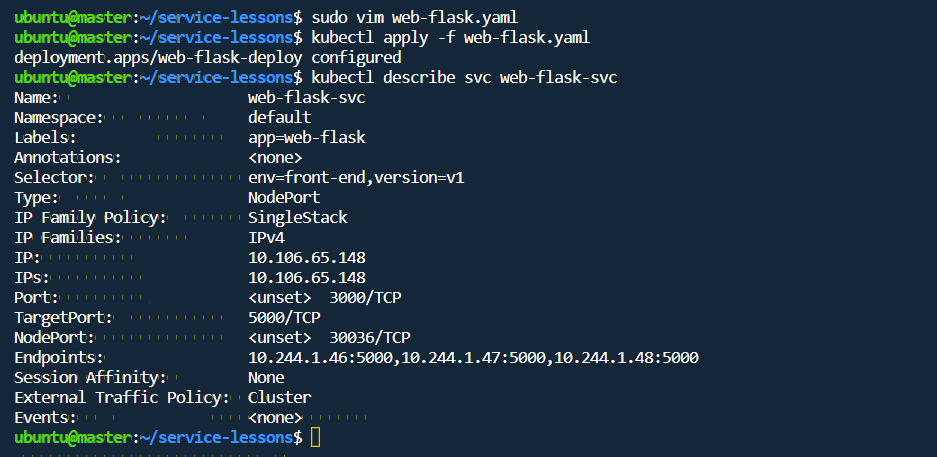 ubuntu@master:~/service-lessons$ sudo vim web-flask.yaml
ubuntu@master:~/service-lessons$ kubectl apply -f web-flask.yaml
deployment.apps/web-flask-deploy configured
ubuntu@master:~/service-lessons$ kubectl describe svc web-flask-svc
Name:                     web-flask-svc
Namespace:                default
Labels:                   app=web-flask
Annotations:              <none>
Selector:                 env=front-end,version=v1
Type:                     NodePort
IP Family Policy:         SingleStack
IP Families:              IPv4
IP:                       10.106.65.148
IPs:                      10.106.65.148
Port:                     <unset>  3000/TCP
TargetPort:               5000/TCP
NodePort:                 <unset>  30036/TCP
Endpoints:                10.244.1.46:5000,10.244.1.47:5000,10.244.1.48:5000
Session Affinity:         None
External Traffic Policy:  Cluster
Events:                   <none>
ubuntu@master:~/service-lessons$